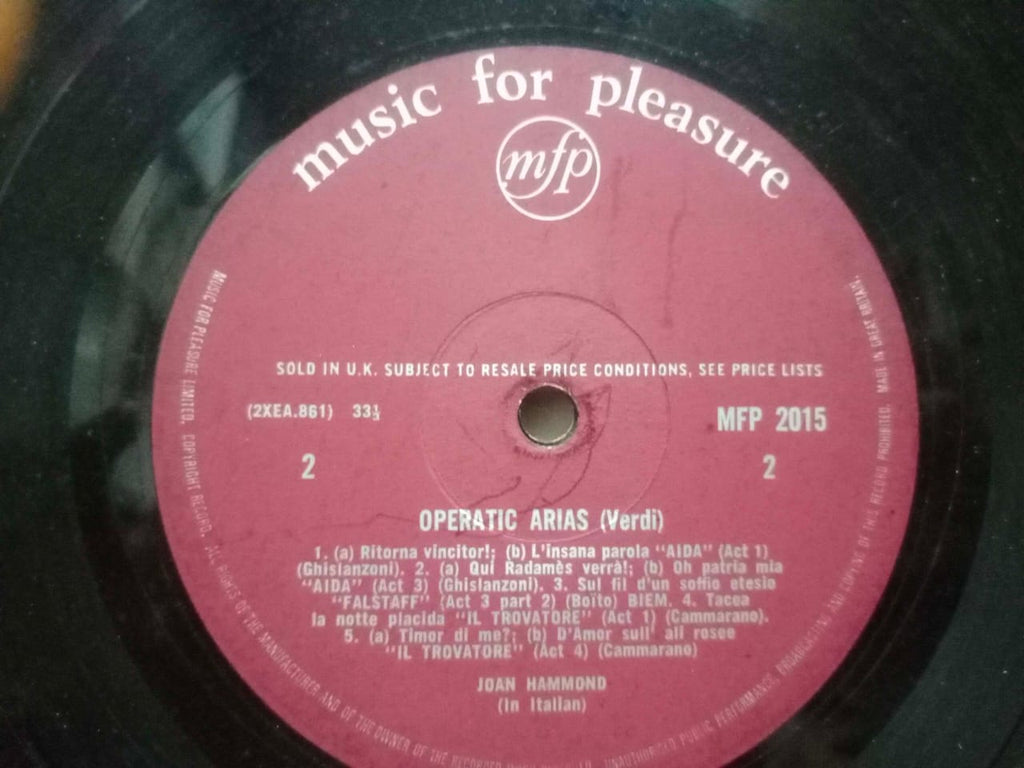 music for pleasure
mfp
SOLD IN U.K. SUBJECT TO RESALE PRICE CONDITIONS, SEE PRICE LISTS
(2XEA.861) 33⅓
MFP 2015
2
2
OPERATIC ARIAS (Verdi)
1. (a) Ritorna vincitor!; (b) L'insana parola "AIDA" (Act 1)
(Ghislanzoni). 2. (a) Qui Radamès verrà!; (b) Oh patria mia
"AIDA" (Act 3) (Ghislanzoni). 3. Sul fil d'un soffio etesio
"FALSTAFF" (Act 3 part 2) (Boïto) BIEM. 4. Tacea
la notte placida "IL TROVATORE" (Act 1) (Cammarano).
5. (a) Timor di me?; (b) D'Amor sull' ali rosee
"IL TROVATORE" (Act 4) (Cammarano)
JOAN HAMMOND
(In Italian)
MUSIC FOR PLEASURE LIMITED. COPYRIGHT RECORD. ALL RIGHTS OF THE MANUFACTURER AND OF THE OWNER OF THE RECORDED UNAUTHORISED PUBLIC PERFORMANCE, BROADCASTING AND COPYING OF THIS RECORD PROHIBITED. MADE IN GREAT BRITAIN.